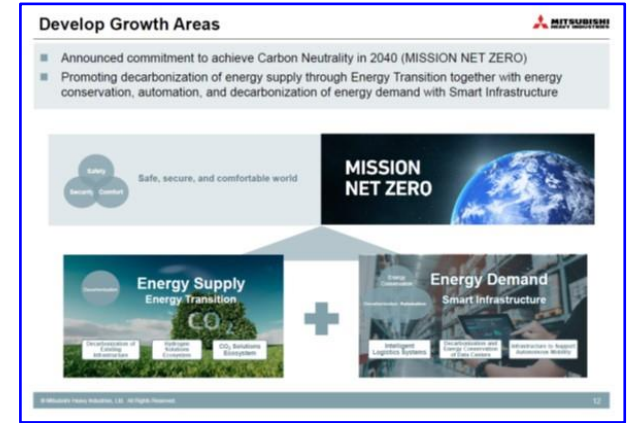 Develop Growth Areas
MITSUBISHI
HEAVY INDUSTRIES
Announced commitment to achieve Carbon Neutrality in 2040 (MISSION NET ZERO)
Promoting decarbonization of energy supply through Energy Transition together with energy
conservation, automation, and decarbonization of energy demand with Smart Infrastructure
Safety
Security Comfort
Safe, secure, and comfortable world
MISSION
NET ZERO
Decarbonization
Energy Supply
Energy Transition
CO2
Decarbonization of
Existing
Infrastructure
Hydrogen
Solutions
Ecosystem
CO₂ Solutions
Ecosystem
Energy
Conservation
Decarbonization Automation
Energy Demand
Smart Infrastructure
Intelligent
Logistics Systems
Decarbonization and
Energy Conservation
of Data Centers
Infrastructure to Support
Autonomous Mobility
© Mitsubishi Heavy Industries, Ltd. All Rights Reserved.
12